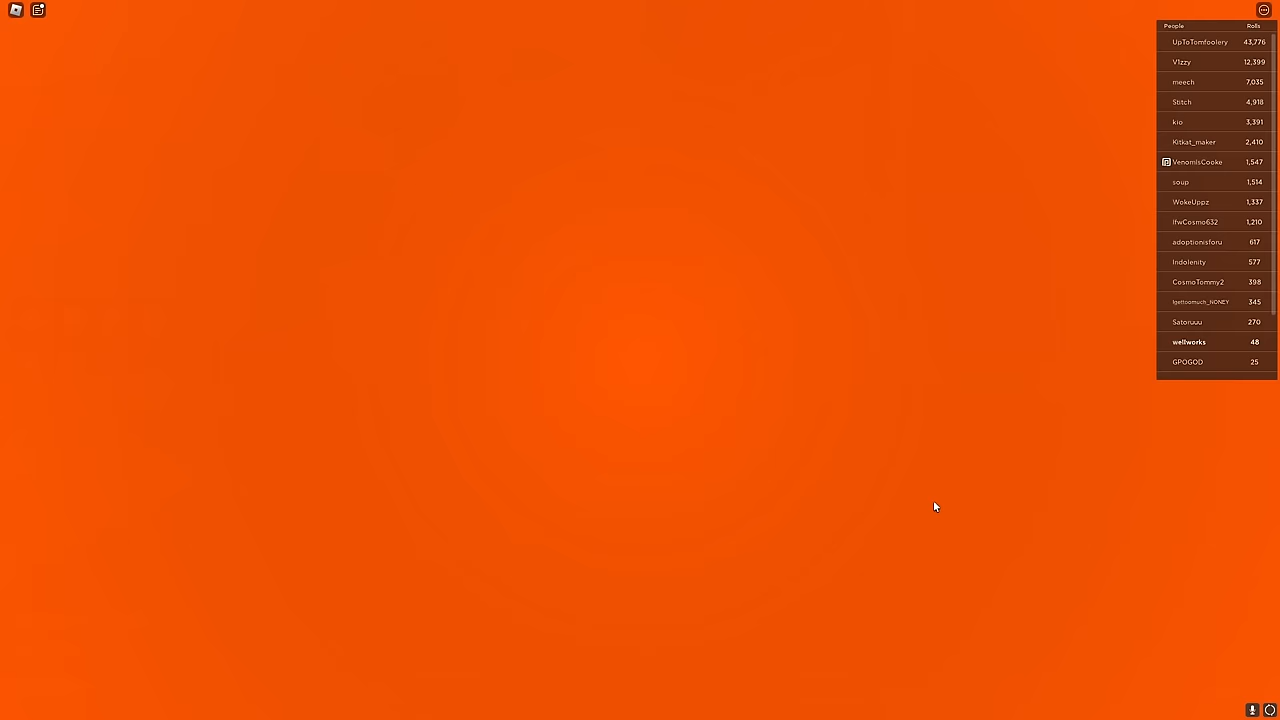 People Rolls
UpToTomfoolery 43,776
V1zzy 12,399
meech 7,035
Stitch 4,918
kio 3,391
Kitkat_maker 2,410
VenomIsCooke 1,547
soup 1,514
WokeUppz 1,337
IfwCosmo632 1,210
adoptionisforu 617
Indolenity 577
CosmoTommy2 398
Igettoomuch_NONEY 345
Satoruuu 270
wellworks 48
GPOGOD 25